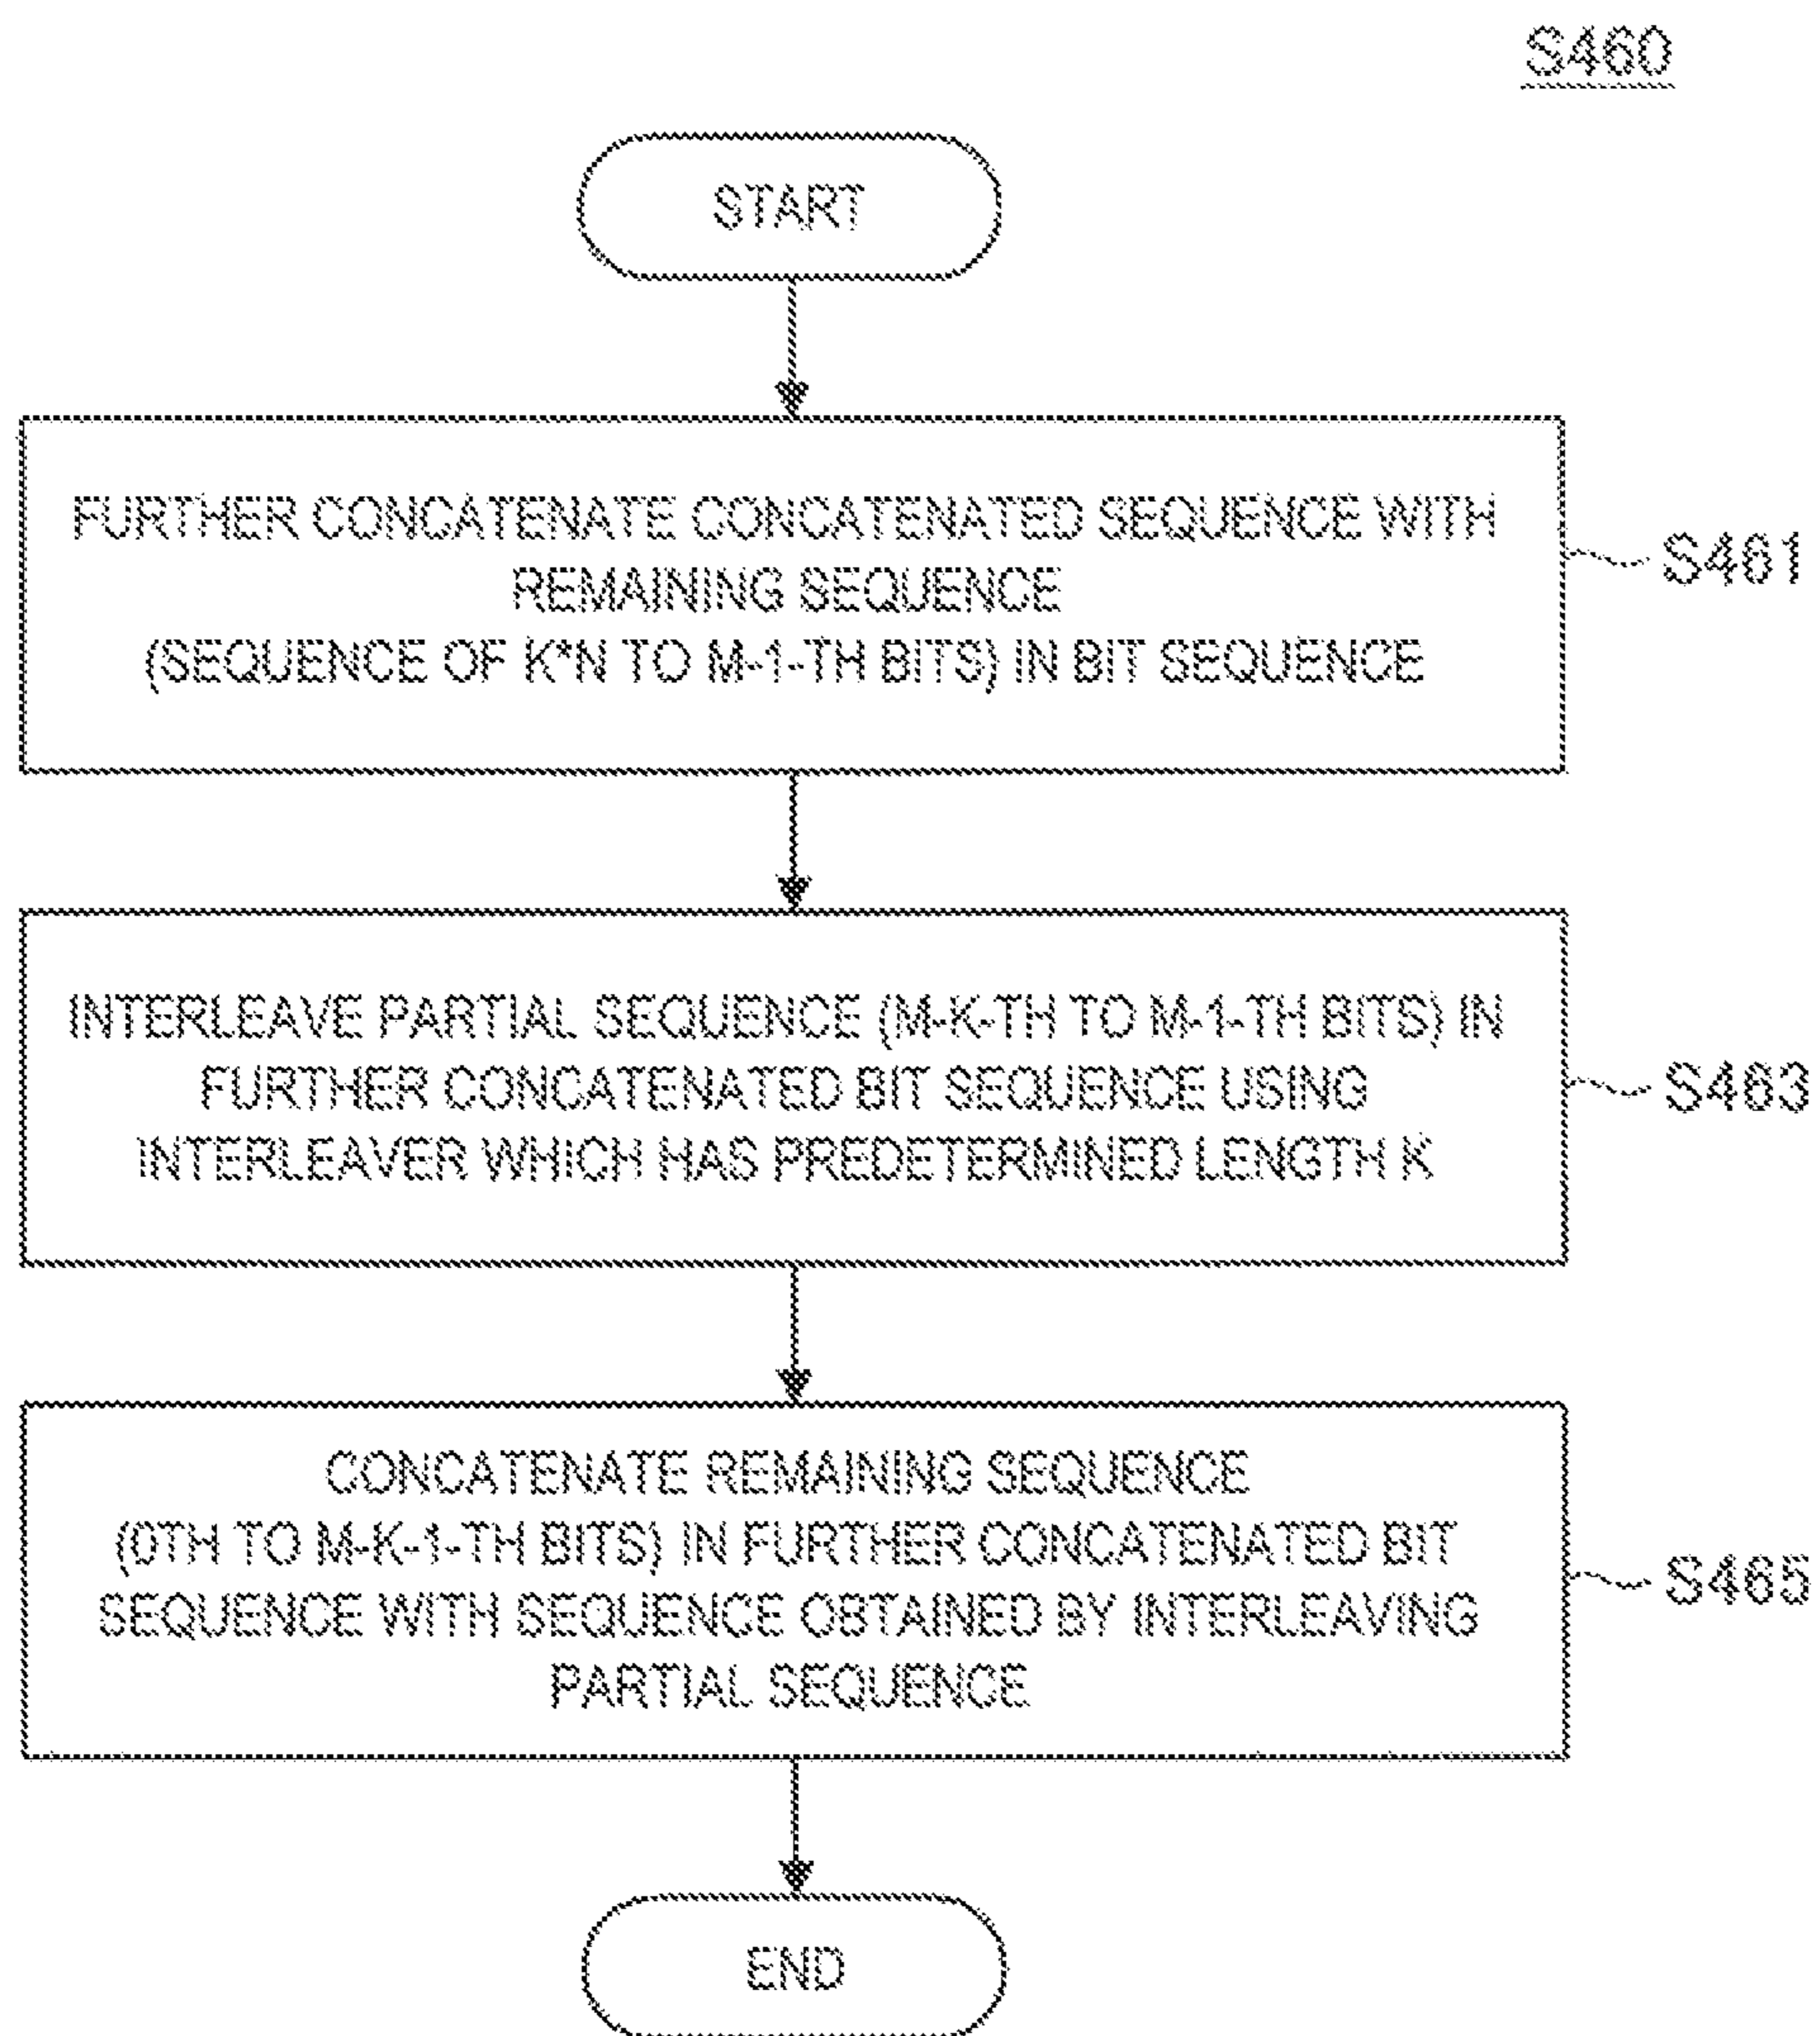 S460
START
FURTHER CONCATENATE CONCATENATED SEQUENCE WITH
REMAINING SEQUENCE
(SEQUENCE OF K*N TO M-1-TH BITS) IN BIT SEQUENCE
S461
INTERLEAVE PARTIAL SEQUENCE (M-K-TH TO M-1-TH BITS) IN
FURTHER CONCATENATED BIT SEQUENCE USING
INTERLEAVER WHICH HAS PREDETERMINED LENGTH K
S463
CONCATENATE REMAINING SEQUENCE
(0TH TO M-K-1-TH BITS) IN FURTHER CONCATENATED BIT
SEQUENCE WITH SEQUENCE OBTAINED BY INTERLEAVING
PARTIAL SEQUENCE
S465
END